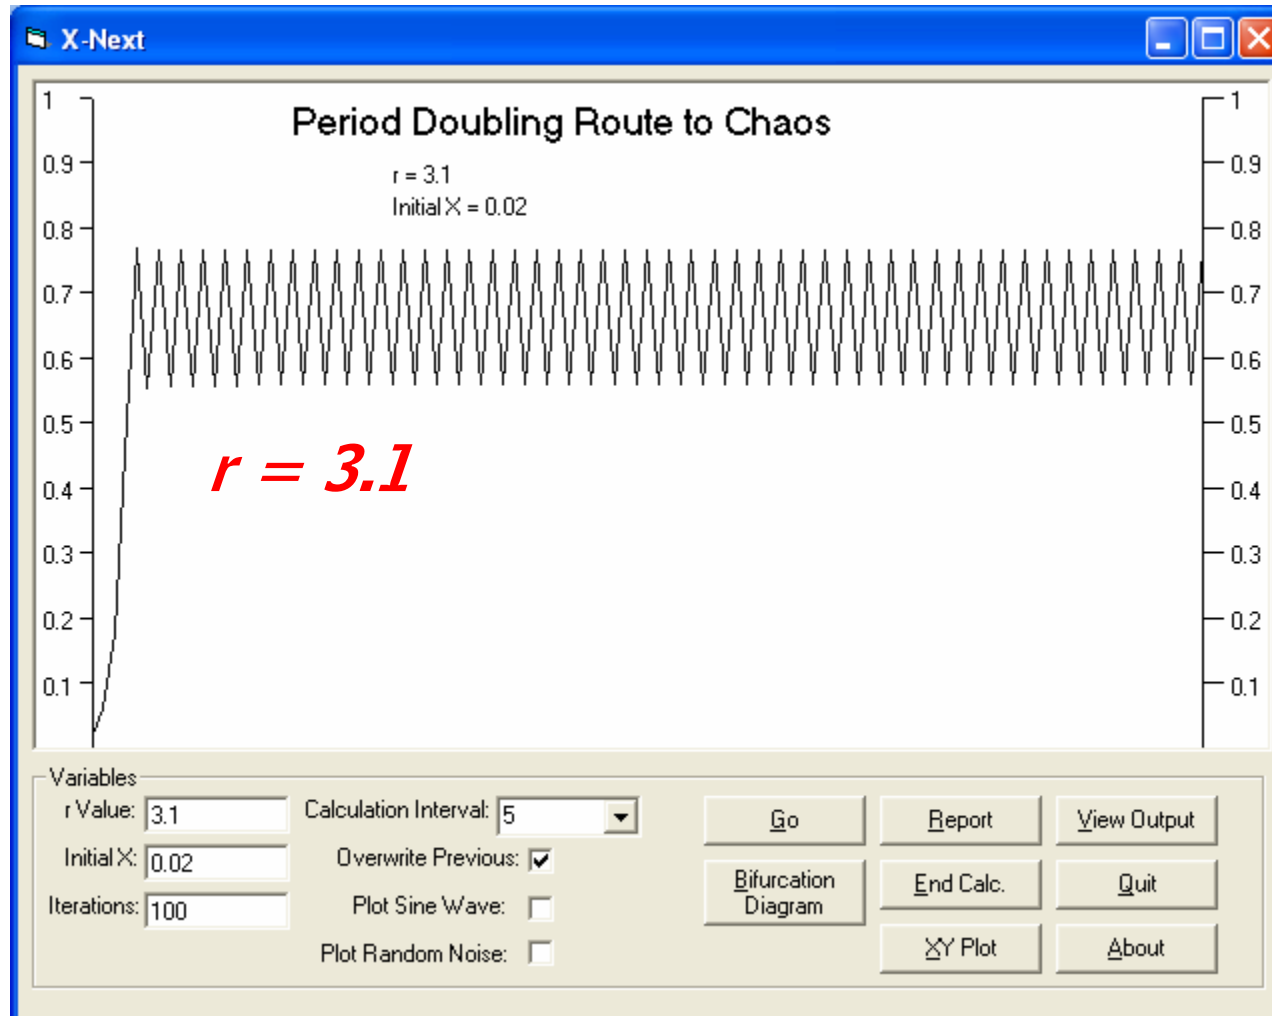 X-Next
Period Doubling Route to Chaos
r = 3.1
Initial X = 0.02
1
0.9
0.8
0.7
0.6
0.5
0.4
0.3
0.2
0.1
1
0.9
0.8
0.7
0.6
0.5
0.4
0.3
0.2
0.1
r = 3.1
Variables
r Value: 3.1
Initial X: 0.02
Iterations: 100
Calculation Interval: 5
Overwrite Previous:
Plot Sine Wave:
Plot Random Noise:
Go
Report
View Output
Bifurcation
Diagram
End Calc.
Quit
XY Plot
About